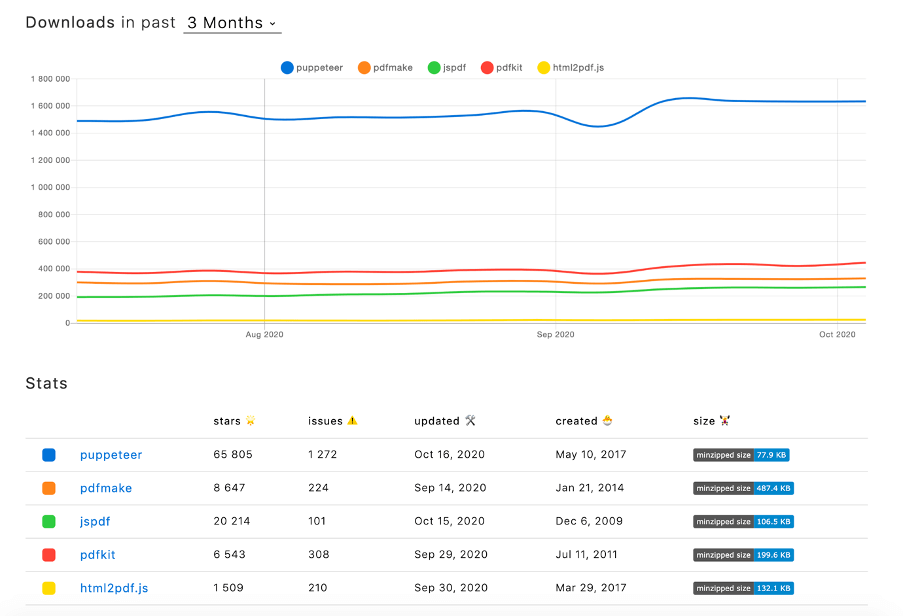 Downloads in past 3 Months
puppeteer pdfmake jspdf pdfkit html2pdf.js
1 800 000
1 600 000
1 400 000
1 200 000
1 000 000
800 000
600 000
400 000
200 000
0
Aug 2020 Sep 2020 Oct 2020
Stats
stars issues updated created size
puppeteer 65 805 1 272 Oct 16, 2020 May 10, 2017 minzipped size 77.9 KB
pdfmake 8 647 224 Sep 14, 2020 Jan 21, 2014 minzipped size 487.4 KB
jspdf 20 214 101 Oct 15, 2020 Dec 6, 2009 minzipped size 106.5 KB
pdfkit 6 543 308 Sep 29, 2020 Jul 11, 2011 minzipped size 199.6 KB
html2pdf.js 1 509 210 Sep 30, 2020 Mar 29, 2017 minzipped size 132.1 KB